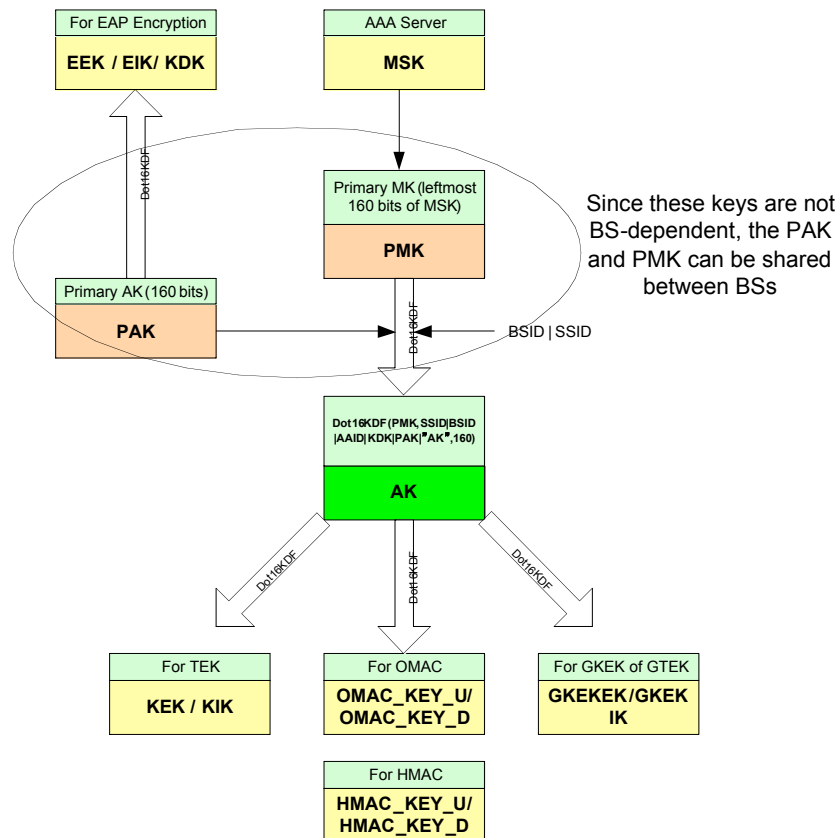 For EAP Encryption
EEK / EIK/ KDK
AAA Server
MSK
Dot16KDF
Primary MK (leftmost
160 bits of MSK)
PMK
Since these keys are not
BS-dependent, the PAK
and PMK can be shared
between BSs
Primary AK (160 bits)
PAK
Dot16KDF
BSID | SSID
Dot16KDF(PMK,SSID|BSID
|AAID|KDK|PAK|"AK",160)
AK
Dot16KDF
Dot16KDF
Dot16KDF
For TEK
KEK / KIK
For OMAC
OMAC_KEY_U/
OMAC_KEY_D
For GKEK of GTEK
GKEKEK/GKEK
IK
For HMAC
HMAC_KEY_U/
HMAC_KEY_D